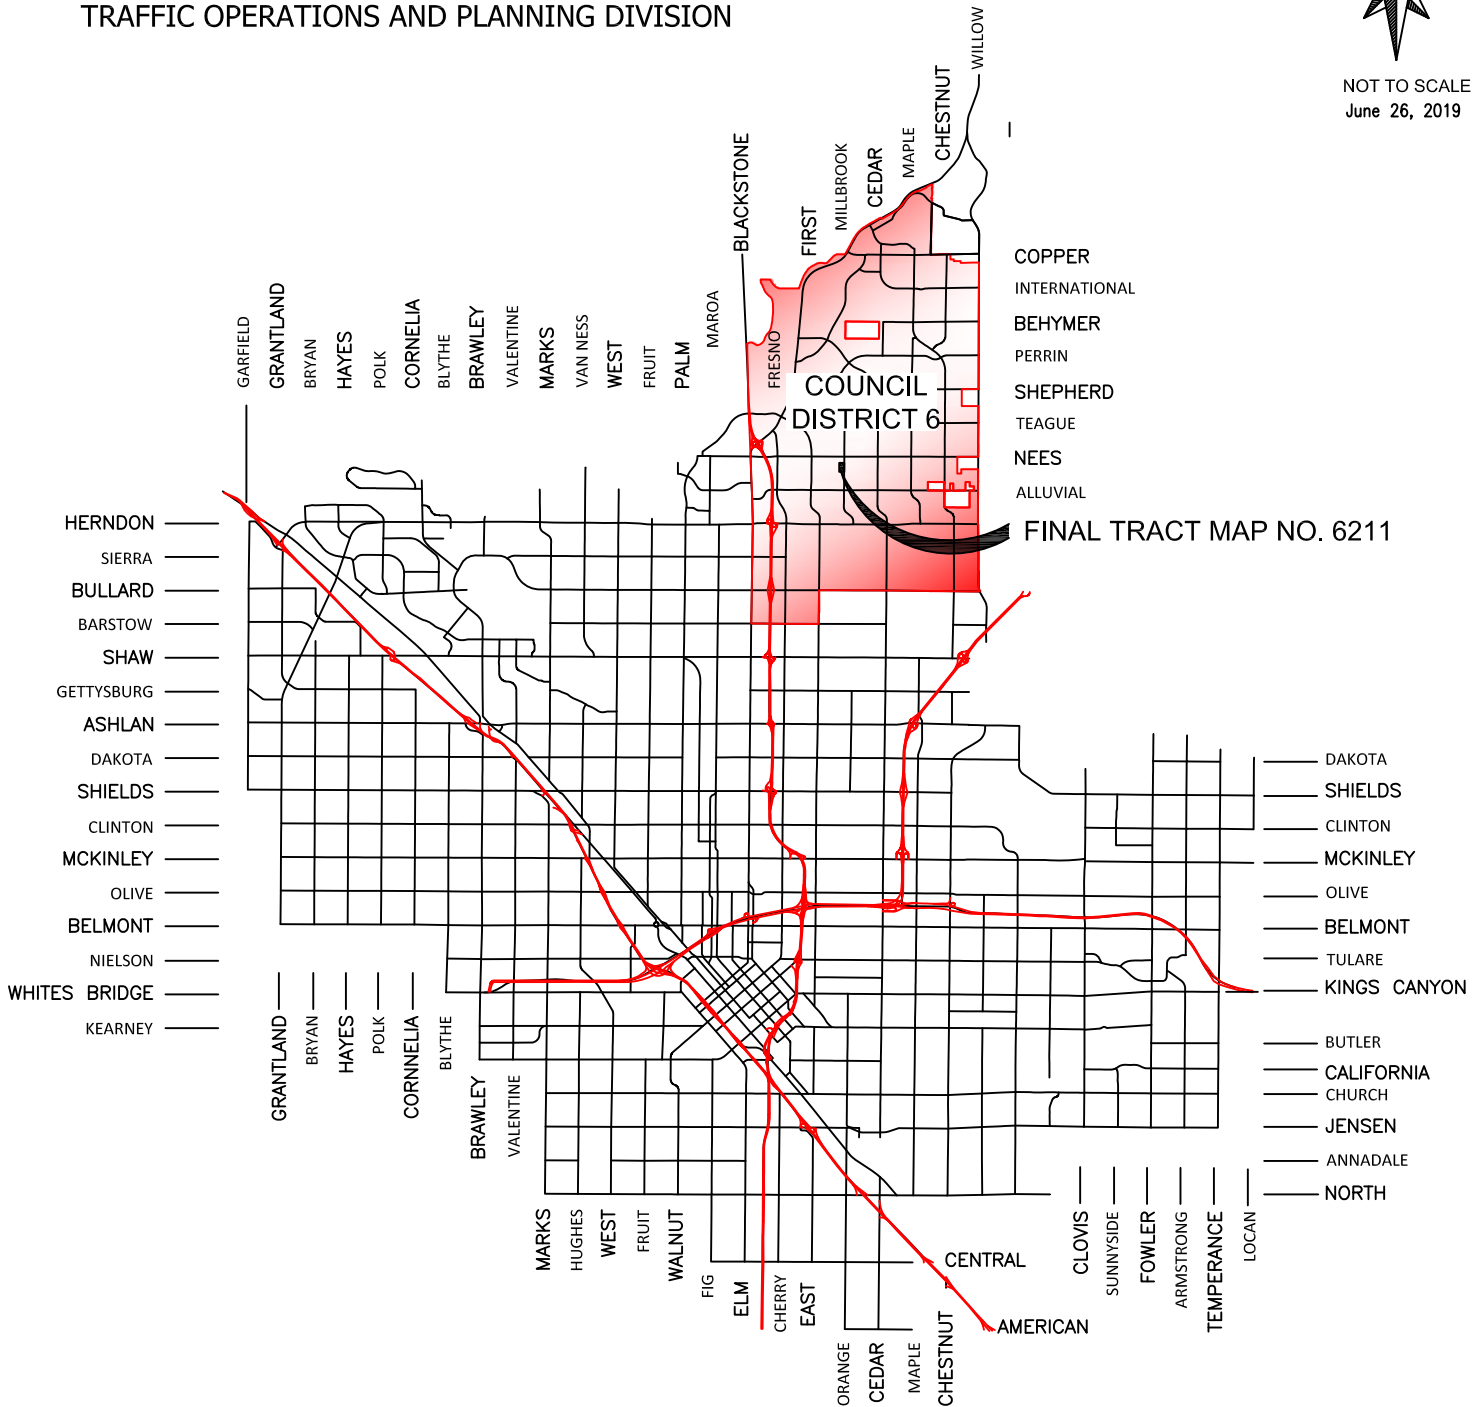 TRAFFIC OPERATIONS AND PLANNING DIVISION
NOT TO SCALE
June 26, 2019
WILLOW
CHESTNUT
MAPLE
CEDAR
MILLBROOK
FIRST
BLACKSTONE
MAROA
FRESNO
GARFIELD
GRANTLAND
BRYAN
HAYES
POLK
CORNELIA
BLYTHE
BRAWLEY
VALENTINE
MARKS
VAN NESS
WEST
FRUIT
PALM
COPPER
INTERNATIONAL
BEHYMER
PERRIN
SHEPHERD
TEAGUE
NEES
ALLUVIAL
COUNCIL
DISTRICT 6
FINAL TRACT MAP NO. 6211
HERNDON
SIERRA
BULLARD
BARSTOW
SHAW
GETTYSBURG
ASHLAN
DAKOTA
SHIELDS
CLINTON
MCKINLEY
OLIVE
BELMONT
NIELSON
WHITES BRIDGE
KEARNEY
DAKOTA
SHIELDS
CLINTON
MCKINLEY
OLIVE
BELMONT
TULARE
KINGS CANYON
BUTLER
CALIFORNIA
CHURCH
JENSEN
ANNADALE
NORTH
GRANTLAND
BRYAN
HAYES
POLK
CORNNELIA
BLYTHE
BRAWLEY
VALENTINE
MARKS
HUGHES
WEST
FRUIT
WALNUT
FIG
ELM
CHERRY
EAST
ORANGE
CEDAR
MAPLE
CHESTNUT
CENTRAL
AMERICAN
CLOVIS
SUNNYSIDE
FOWLER
ARMSTRONG
TEMPERANCE
LOCAN